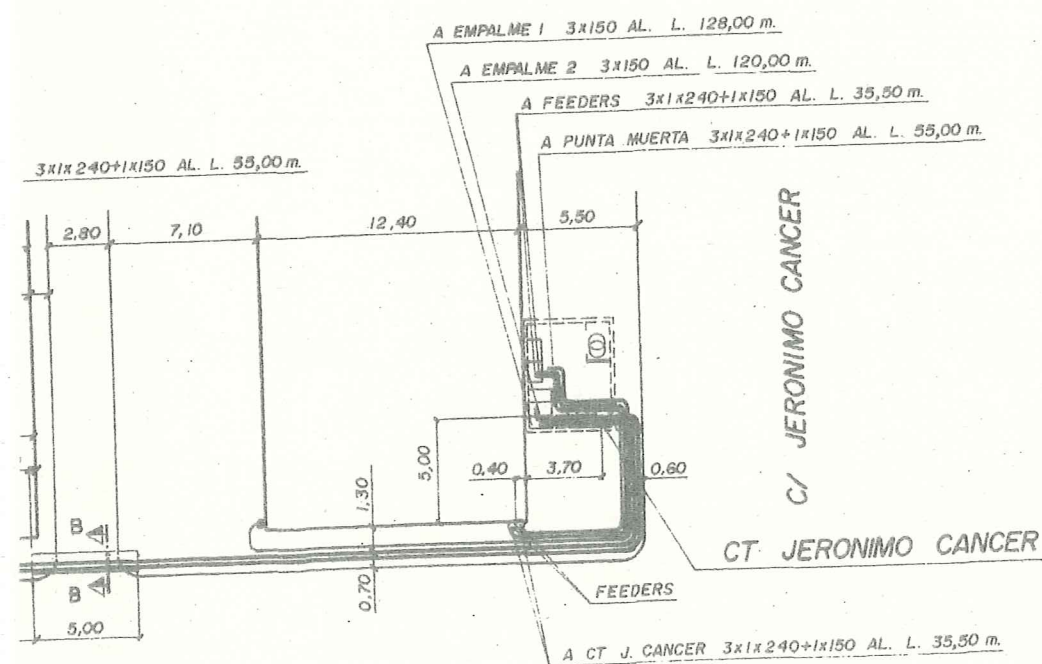 A EMPALME 1 3x150 AL. L. 128,00 m.
A EMPALME 2 3x150 AL. L. 120,00 m.
A FEEDERS 3x1x240+1x150 AL. L. 35,50 m.
A PUNTA MUERTA 3x1x240+1x150 AL. L. 55,00 m.
3x1x240+1x150 AL. L. 55,00 m.
2,80
7,10
12,40
5,50
C/ JERONIMO CANCER
5,00
0,40
3,70
0,60
1,30
B
B
0,70
5,00
CT JERONIMO CANCER
FEEDERS
A CT J. CANCER 3x1x240+1x150 AL. L. 35,50 m.